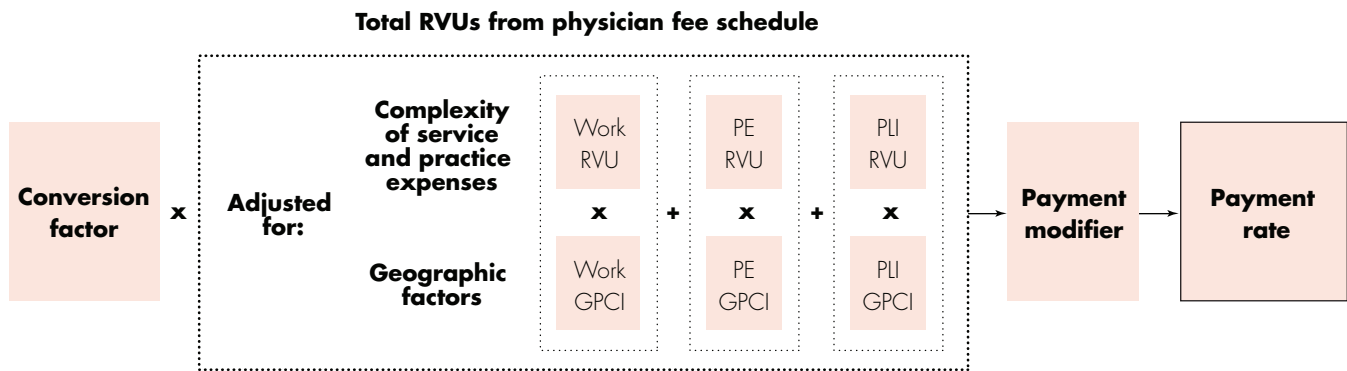 Total RVUs from physician fee schedule
Conversion
factor
x
Adjusted
for:
Complexity
of service
and practice
expenses
Geographic
factors
Work
RVU
x
Work
GPCI
+
PE
RVU
x
PE
GPCI
+
PLI
RVU
x
PLI
GPCI
Payment
modifier
Payment
rate